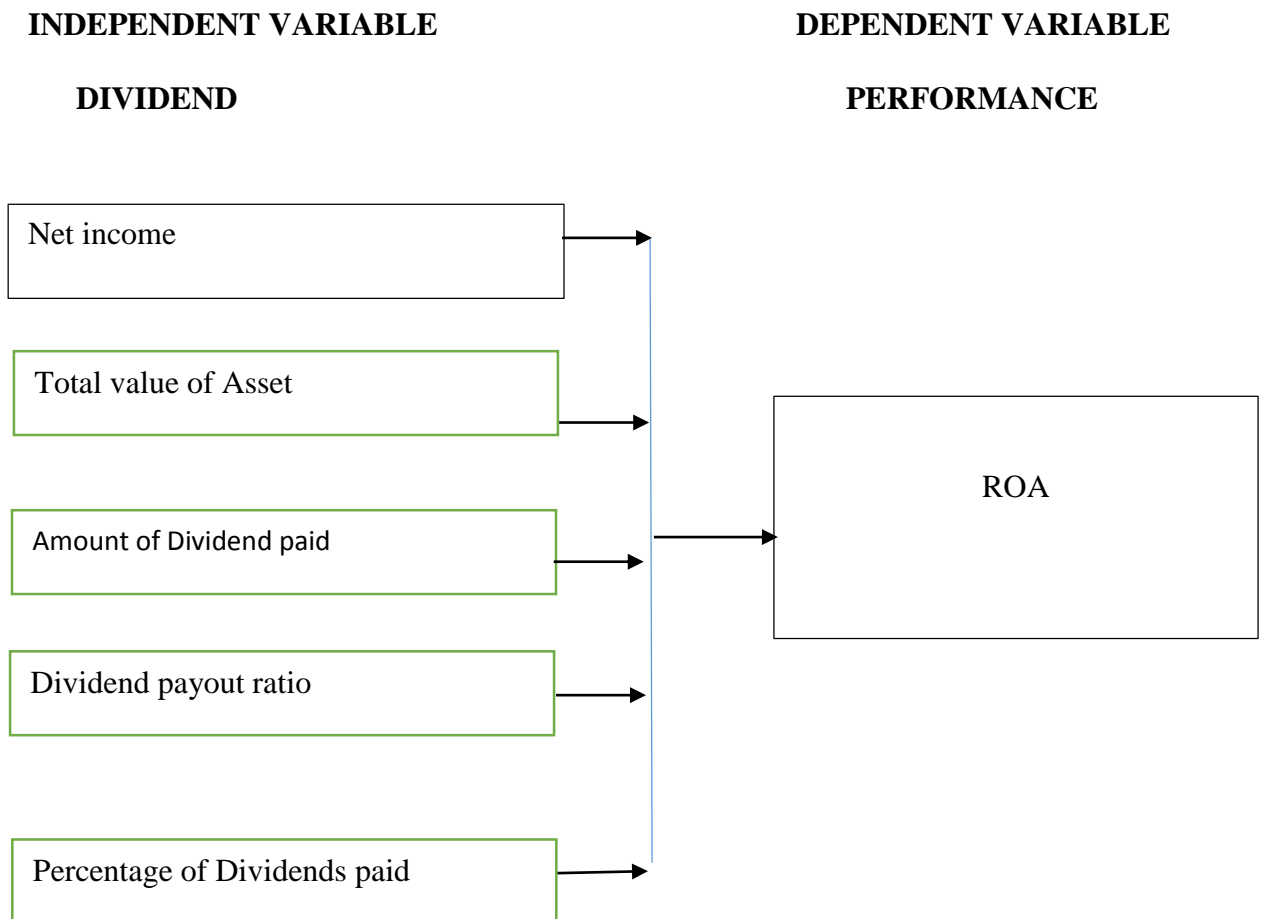 INDEPENDENT VARIABLE
DEPENDENT VARIABLE
DIVIDEND
PERFORMANCE
Net income
Total value of Asset
Amount of Dividend paid
Dividend payout ratio
Percentage of Dividends paid
ROA